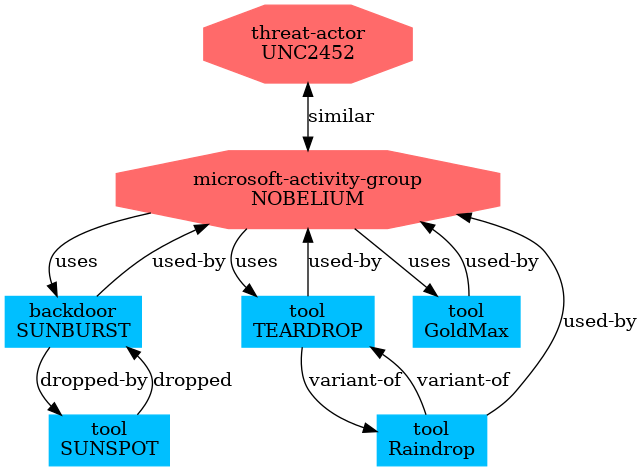 threat-actor
UNC2452
similar
microsoft-activity-group
NOBELIUM
uses
used-by
uses
used-by
uses
used-by
backdoor
SUNBURST
tool
TEARDROP
tool
GoldMax
used-by
dropped-by
dropped
variant-of
variant-of
tool
SUNSPOT
tool
Raindrop